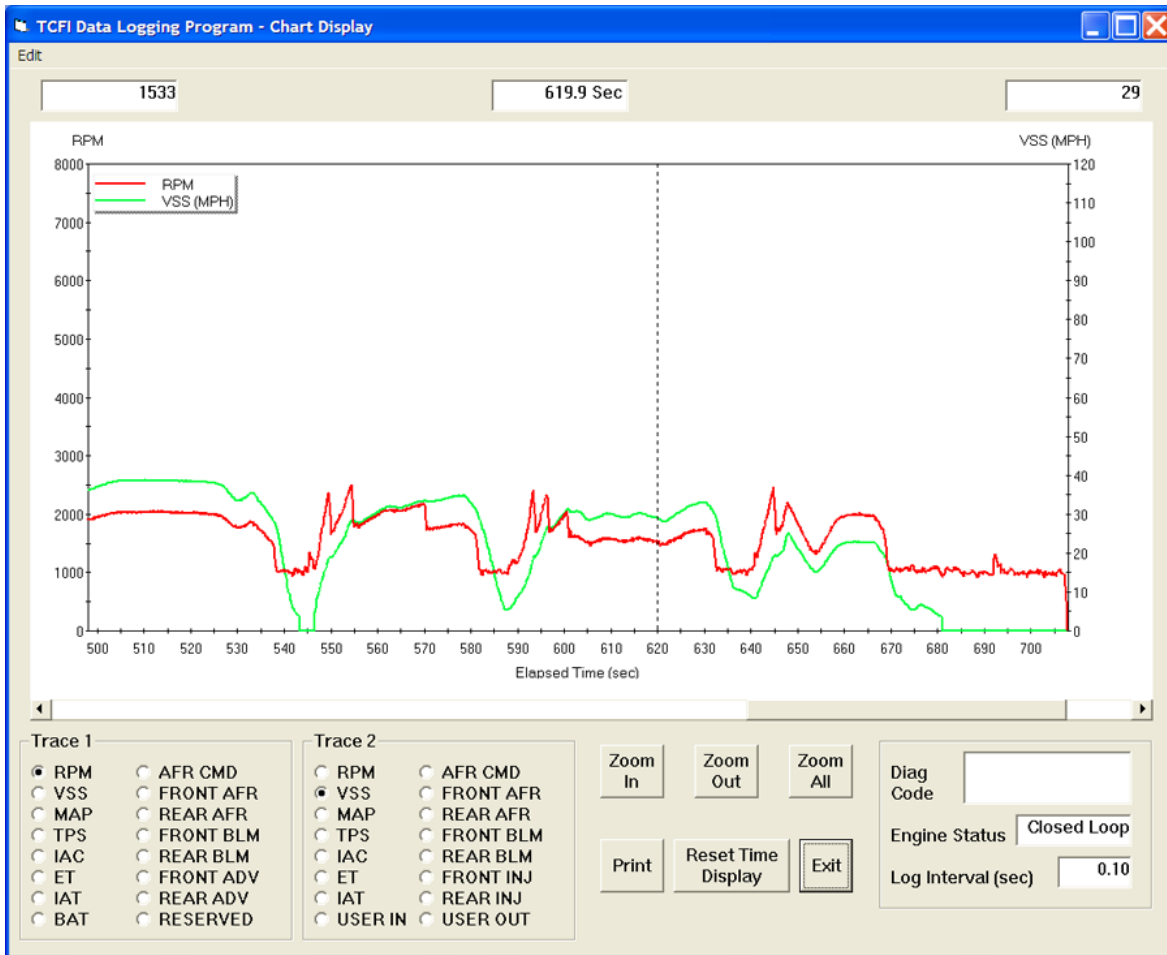 TCFI Data Logging Program - Chart Display
Edit
1533 619.9 Sec 29
RPM VSS (MPH)
8000 120
110
7000
100
6000 90
80
5000
70
4000 60
50
3000
40
2000 30
20
1000
10
0 0
RPM
VSS (MPH)
500 510 520 530 540 550 560 570 580 590 600 610 620 630 640 650 660 670 680 690 700
Elapsed Time (sec)
Trace 1
RPM AFR CMD
VSS FRONT AFR
MAP REAR AFR
TPS FRONT BLM
IAC REAR BLM
ET FRONT ADV
IAT REAR ADV
BAT RESERVED
Trace 2
RPM AFR CMD
VSS FRONT AFR
MAP REAR AFR
TPS FRONT BLM
IAC REAR BLM
ET FRONT INJ
IAT REAR INJ
USER IN USER OUT
Zoom
In
Zoom
Out
Zoom
All
Print
Reset Time
Display
Exit
Diag
Code
Engine Status Closed Loop
Log Interval (sec) 0.10